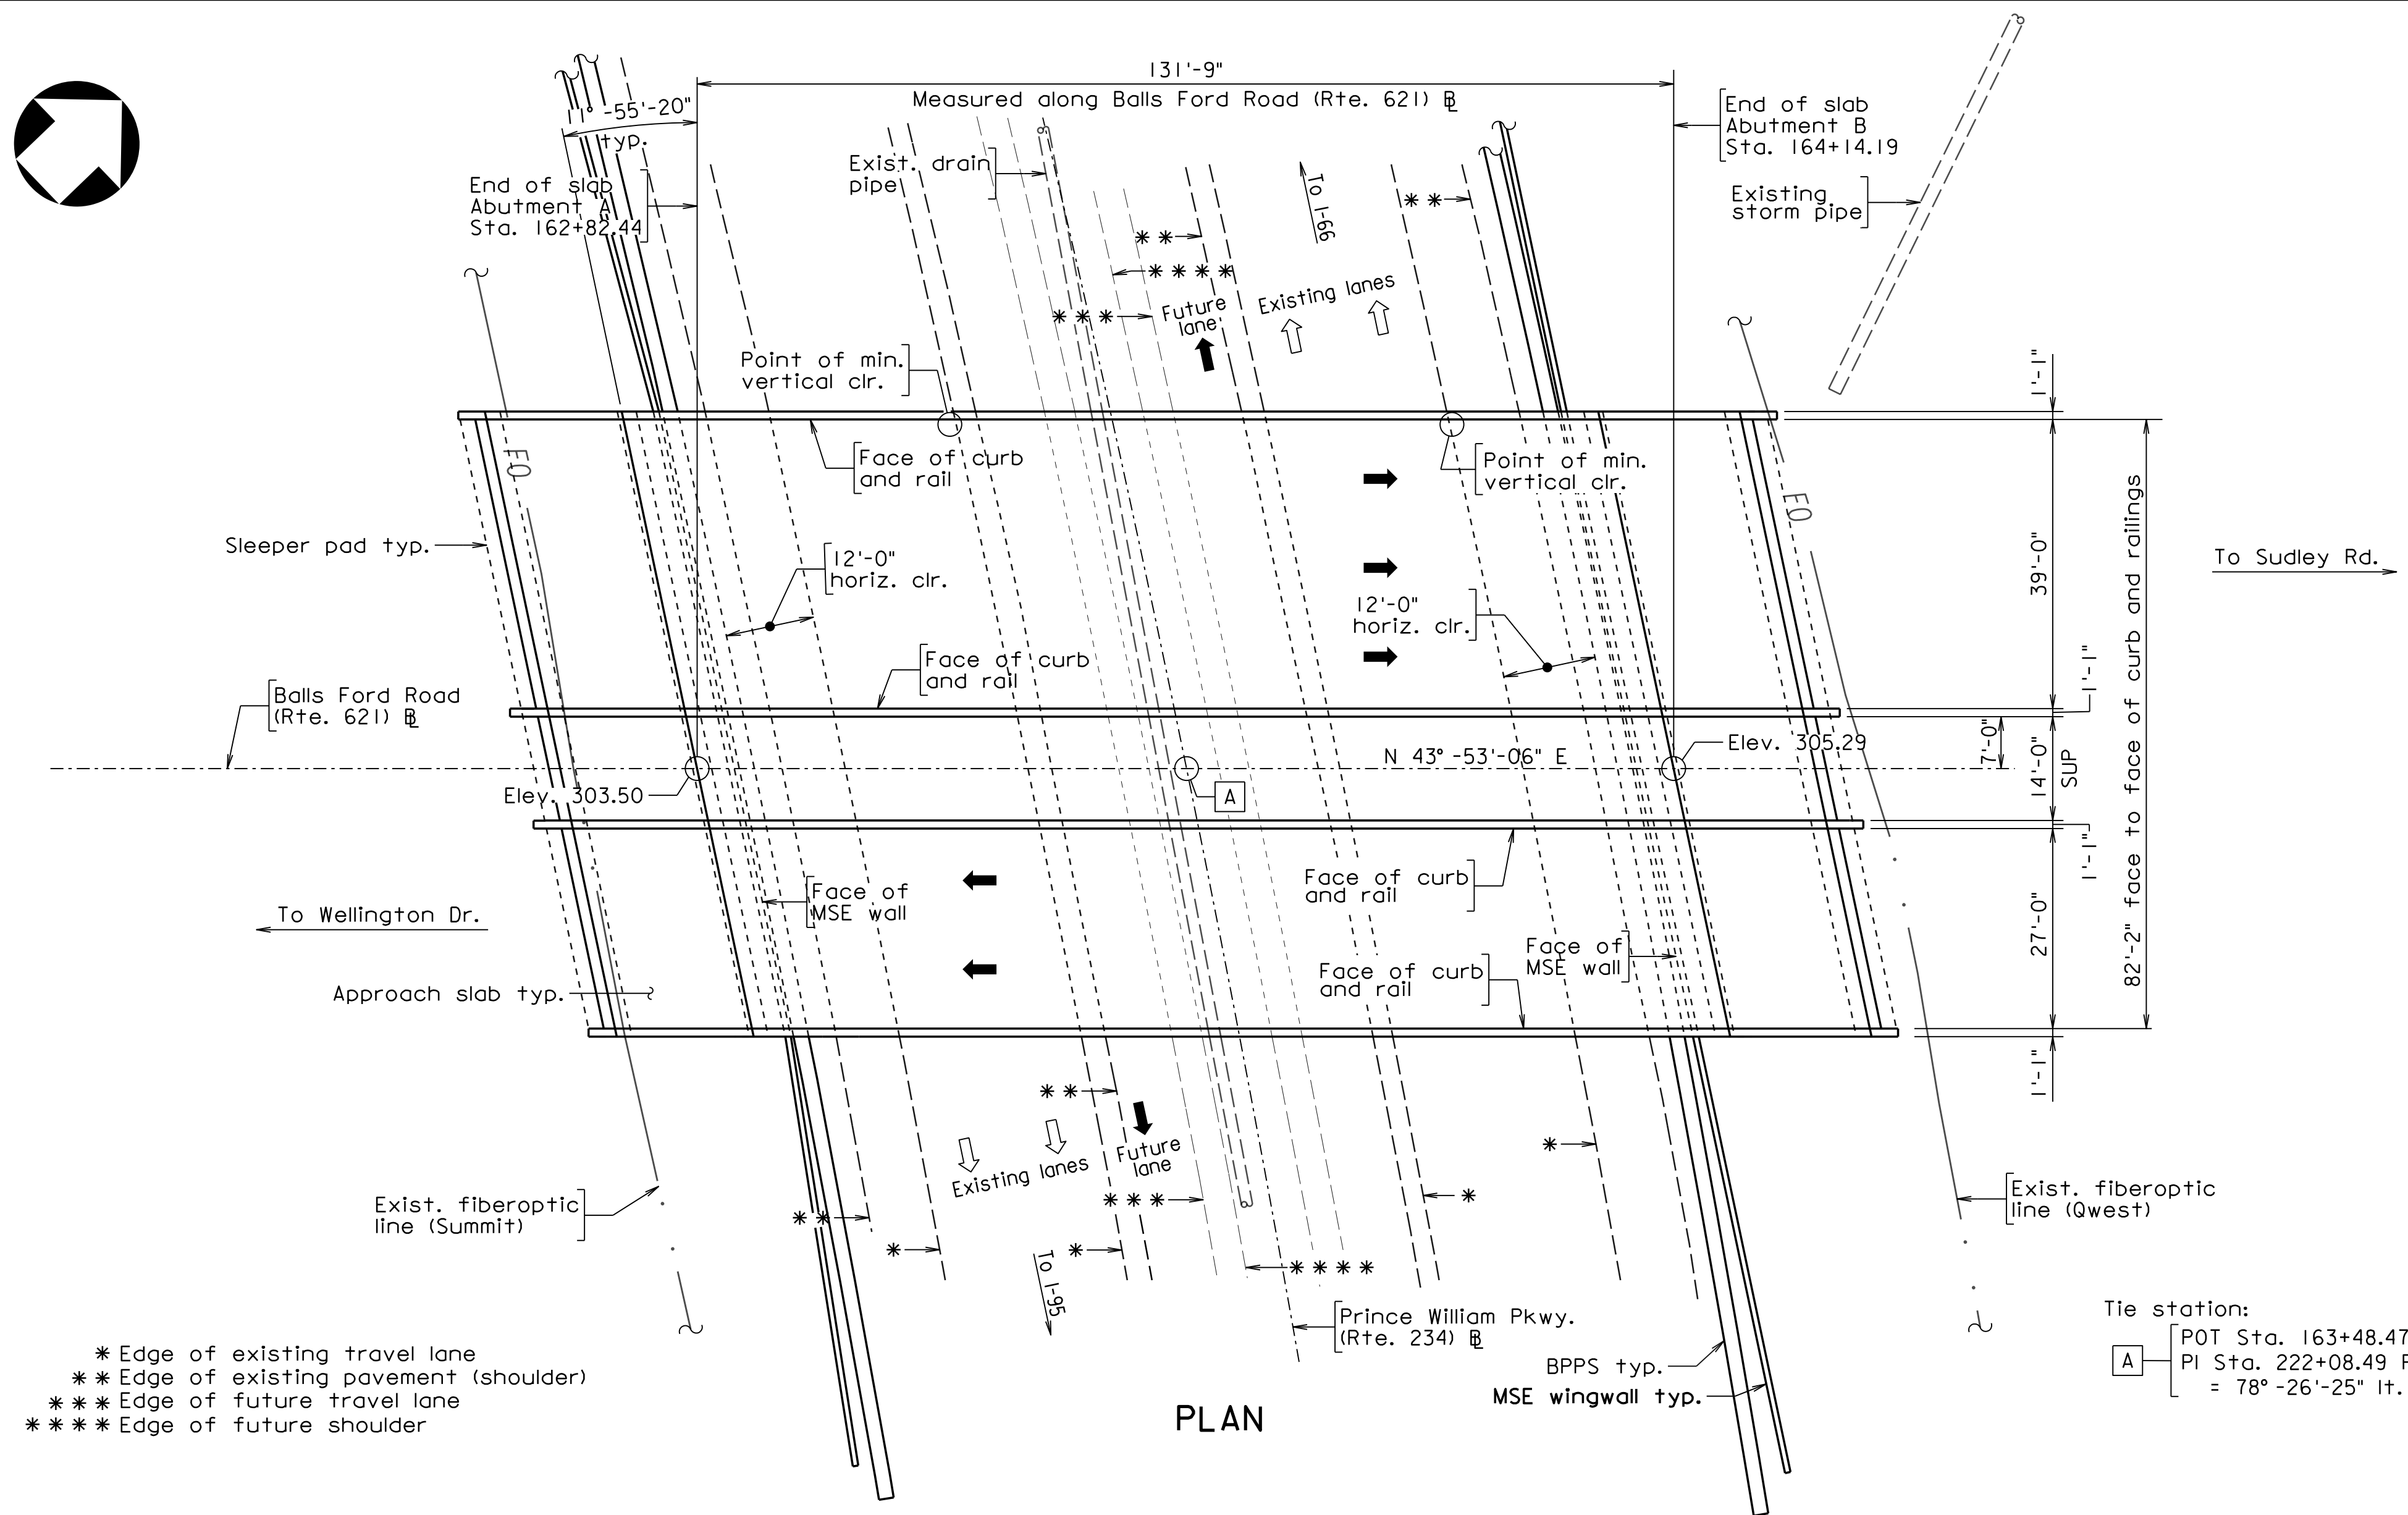 131'-9"
Measured along Balls Ford Road (Rte. 621) BL
11° -55'-20"
typ.
End of slab
Abutment A
Sta. 162+82.44
Exist. drain
pipe
To I-66
End of slab
Abutment B
Sta. 164+14.19
Existing
storm pipe
* *
* *
* * * *
* * *
Future
lane
Existing lanes
Point of min.
vertical clr.
1'-1"
FO
Face of curb
and rail
Point of min.
vertical clr.
FO
Sleeper pad typ.
12'-0"
horiz. clr.
12'-0"
horiz. clr.
39'-0"
82'-2" face to face of curb and railings
To Sudley Rd.
Face of curb
and rail
Balls Ford Road
(Rte. 621) BL
1'-1"
N 43° -53'-06" E
Elev. 305.29
7'-0"
14'-0"
SUP
Elev. 303.50
A
1'-1"
Face of
MSE wall
Face of curb
and rail
To Wellington Dr.
Face of
MSE wall
27'-0"
Approach slab typ.
Face of curb
and rail
1'-1"
* *
*
Existing lanes
Future
lane
* * *
*
Exist. fiberoptic
line (Summit)
* *
*
*
To I-95
* * * *
Exist. fiberoptic
line (Qwest)
Prince William Pkwy.
(Rte. 234) BL
BPPS typ.
MSE wingwall typ.
Tie station:
A
POT Sta. 163+48.47
PI Sta. 222+08.49
= 78° -26'-25" lt.
* Edge of existing travel lane
* * Edge of existing pavement (shoulder)
* * * Edge of future travel lane
* * * * Edge of future shoulder
PLAN